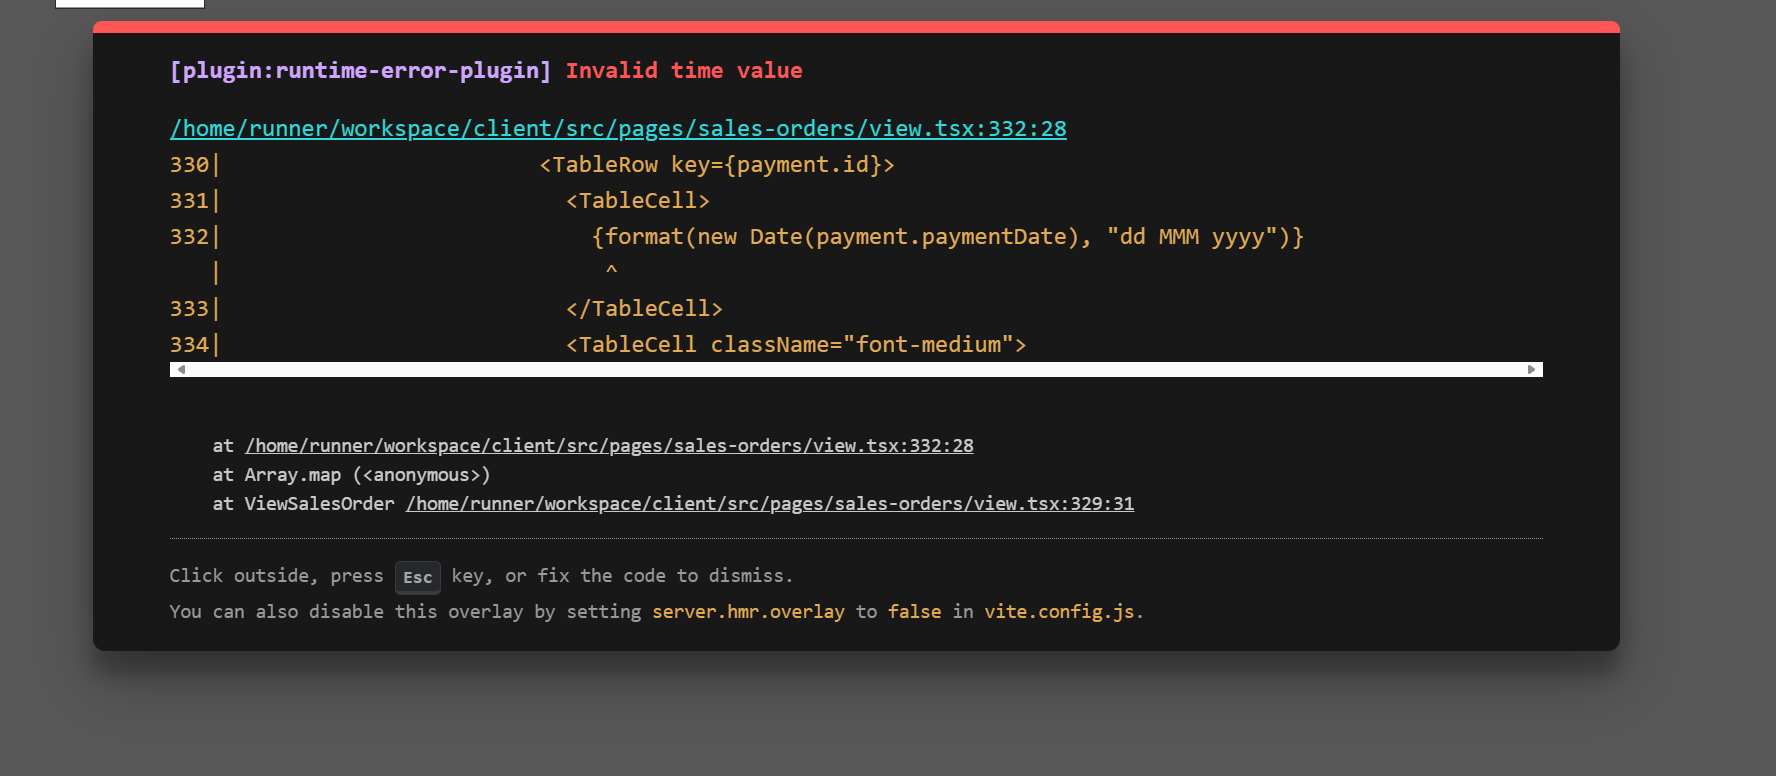 [plugin:runtime-error-plugin] Invalid time value
/home/runner/workspace/client/src/pages/sales-orders/view.tsx:332:28
330|                        <TableRow key={payment.id}>
331|                          <TableCell>
332|                            {format(new Date(payment.paymentDate), "dd MMM yyyy")}
   |                             ^
333|                          </TableCell>
334|                          <TableCell className="font-medium">
at /home/runner/workspace/client/src/pages/sales-orders/view.tsx:332:28
at Array.map (<anonymous>)
at ViewSalesOrder /home/runner/workspace/client/src/pages/sales-orders/view.tsx:329:31
Click outside, press Esc key, or fix the code to dismiss.
You can also disable this overlay by setting server.hmr.overlay to false in vite.config.js.